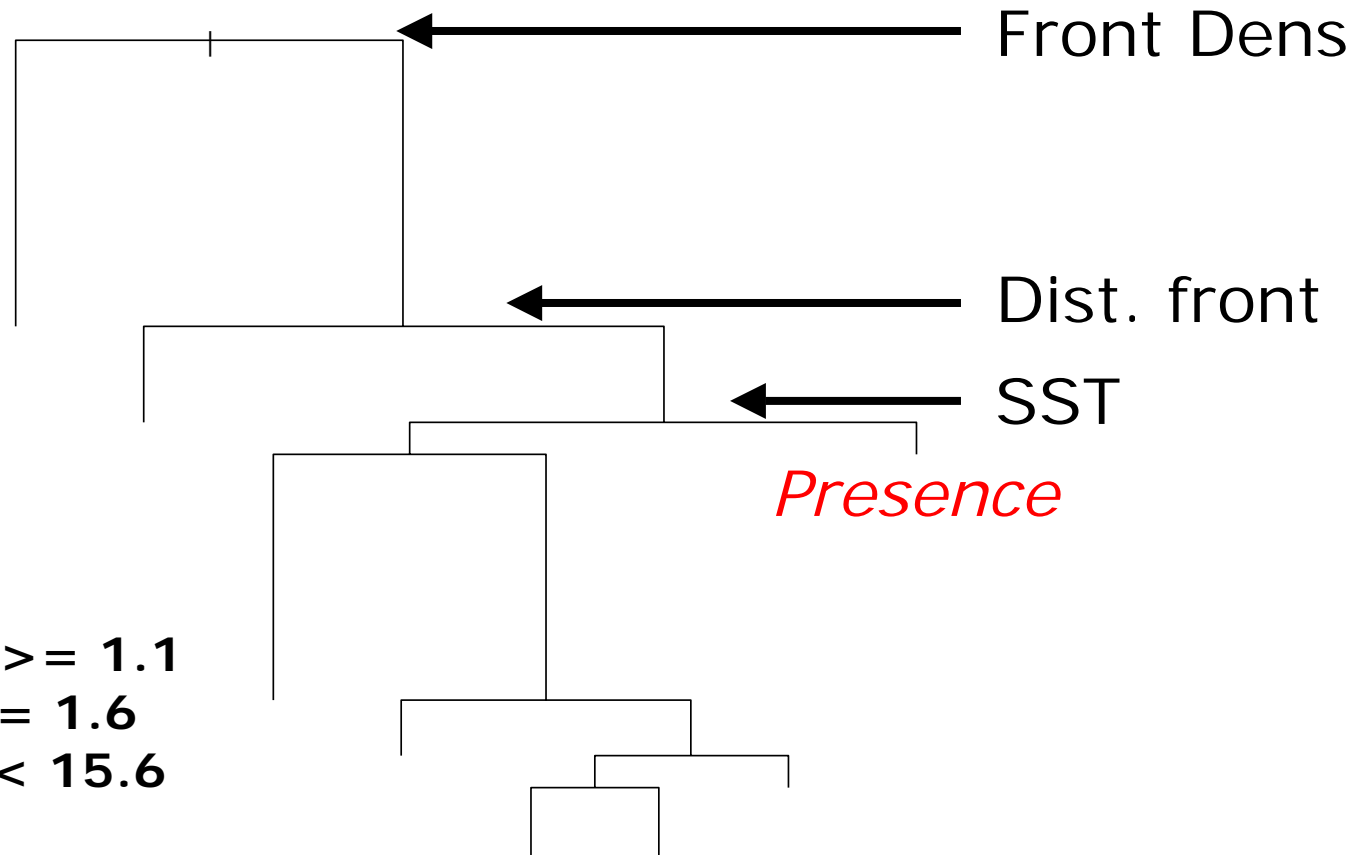 Front Dens
Dist. front
SST
Presence
>= 1.1
= 1.6
< 15.6